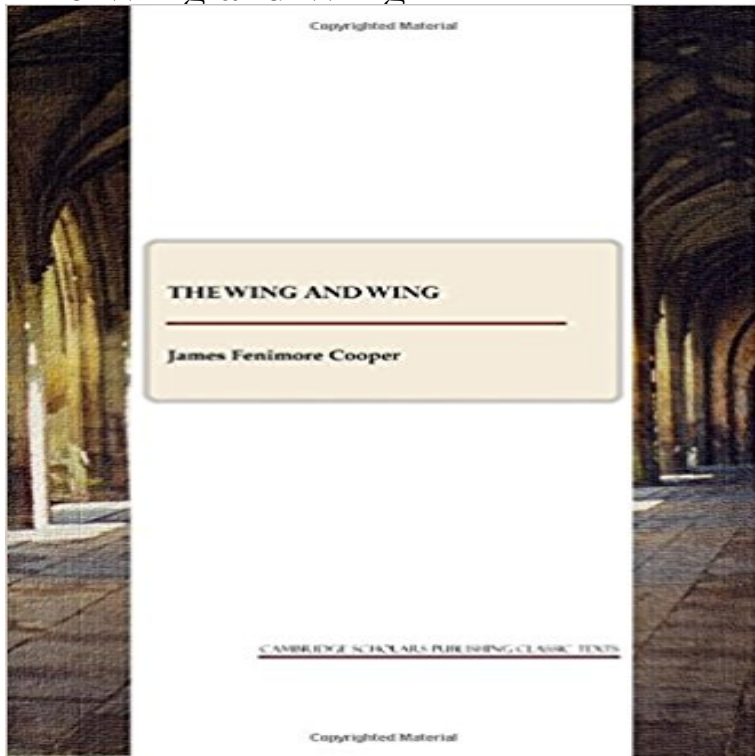 Copyrighted Material
THE WING AND WING
James Fenimore Cooper
CAMBRIDGE SCHOLARS PUBLISHING CLASSIC TEXTS
Copyrighted Material